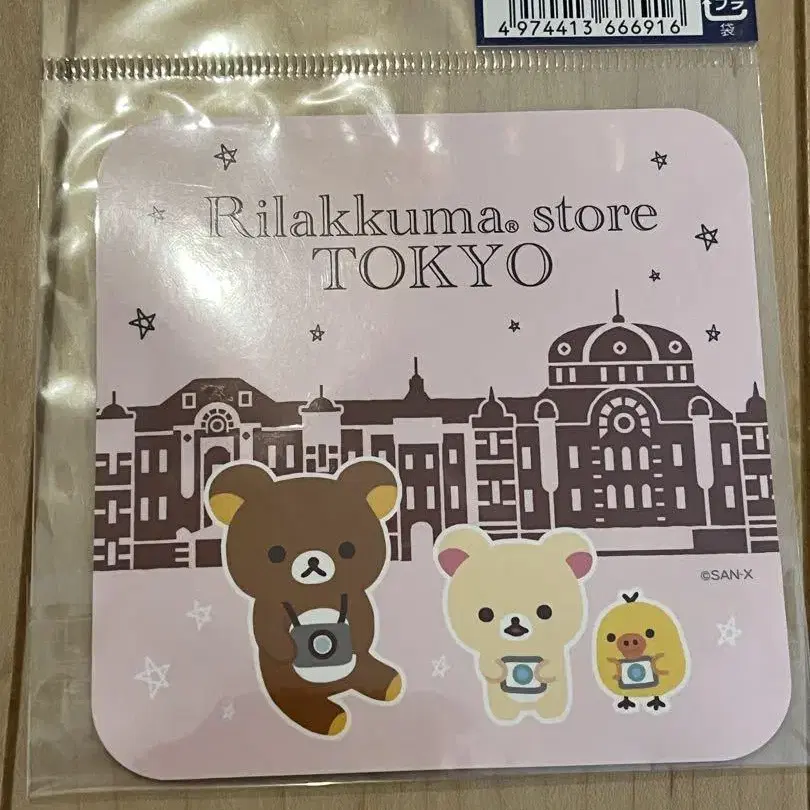 4974413 666916
プラ
袋
Rilakkuma® store
TOKYO
©SAN-X